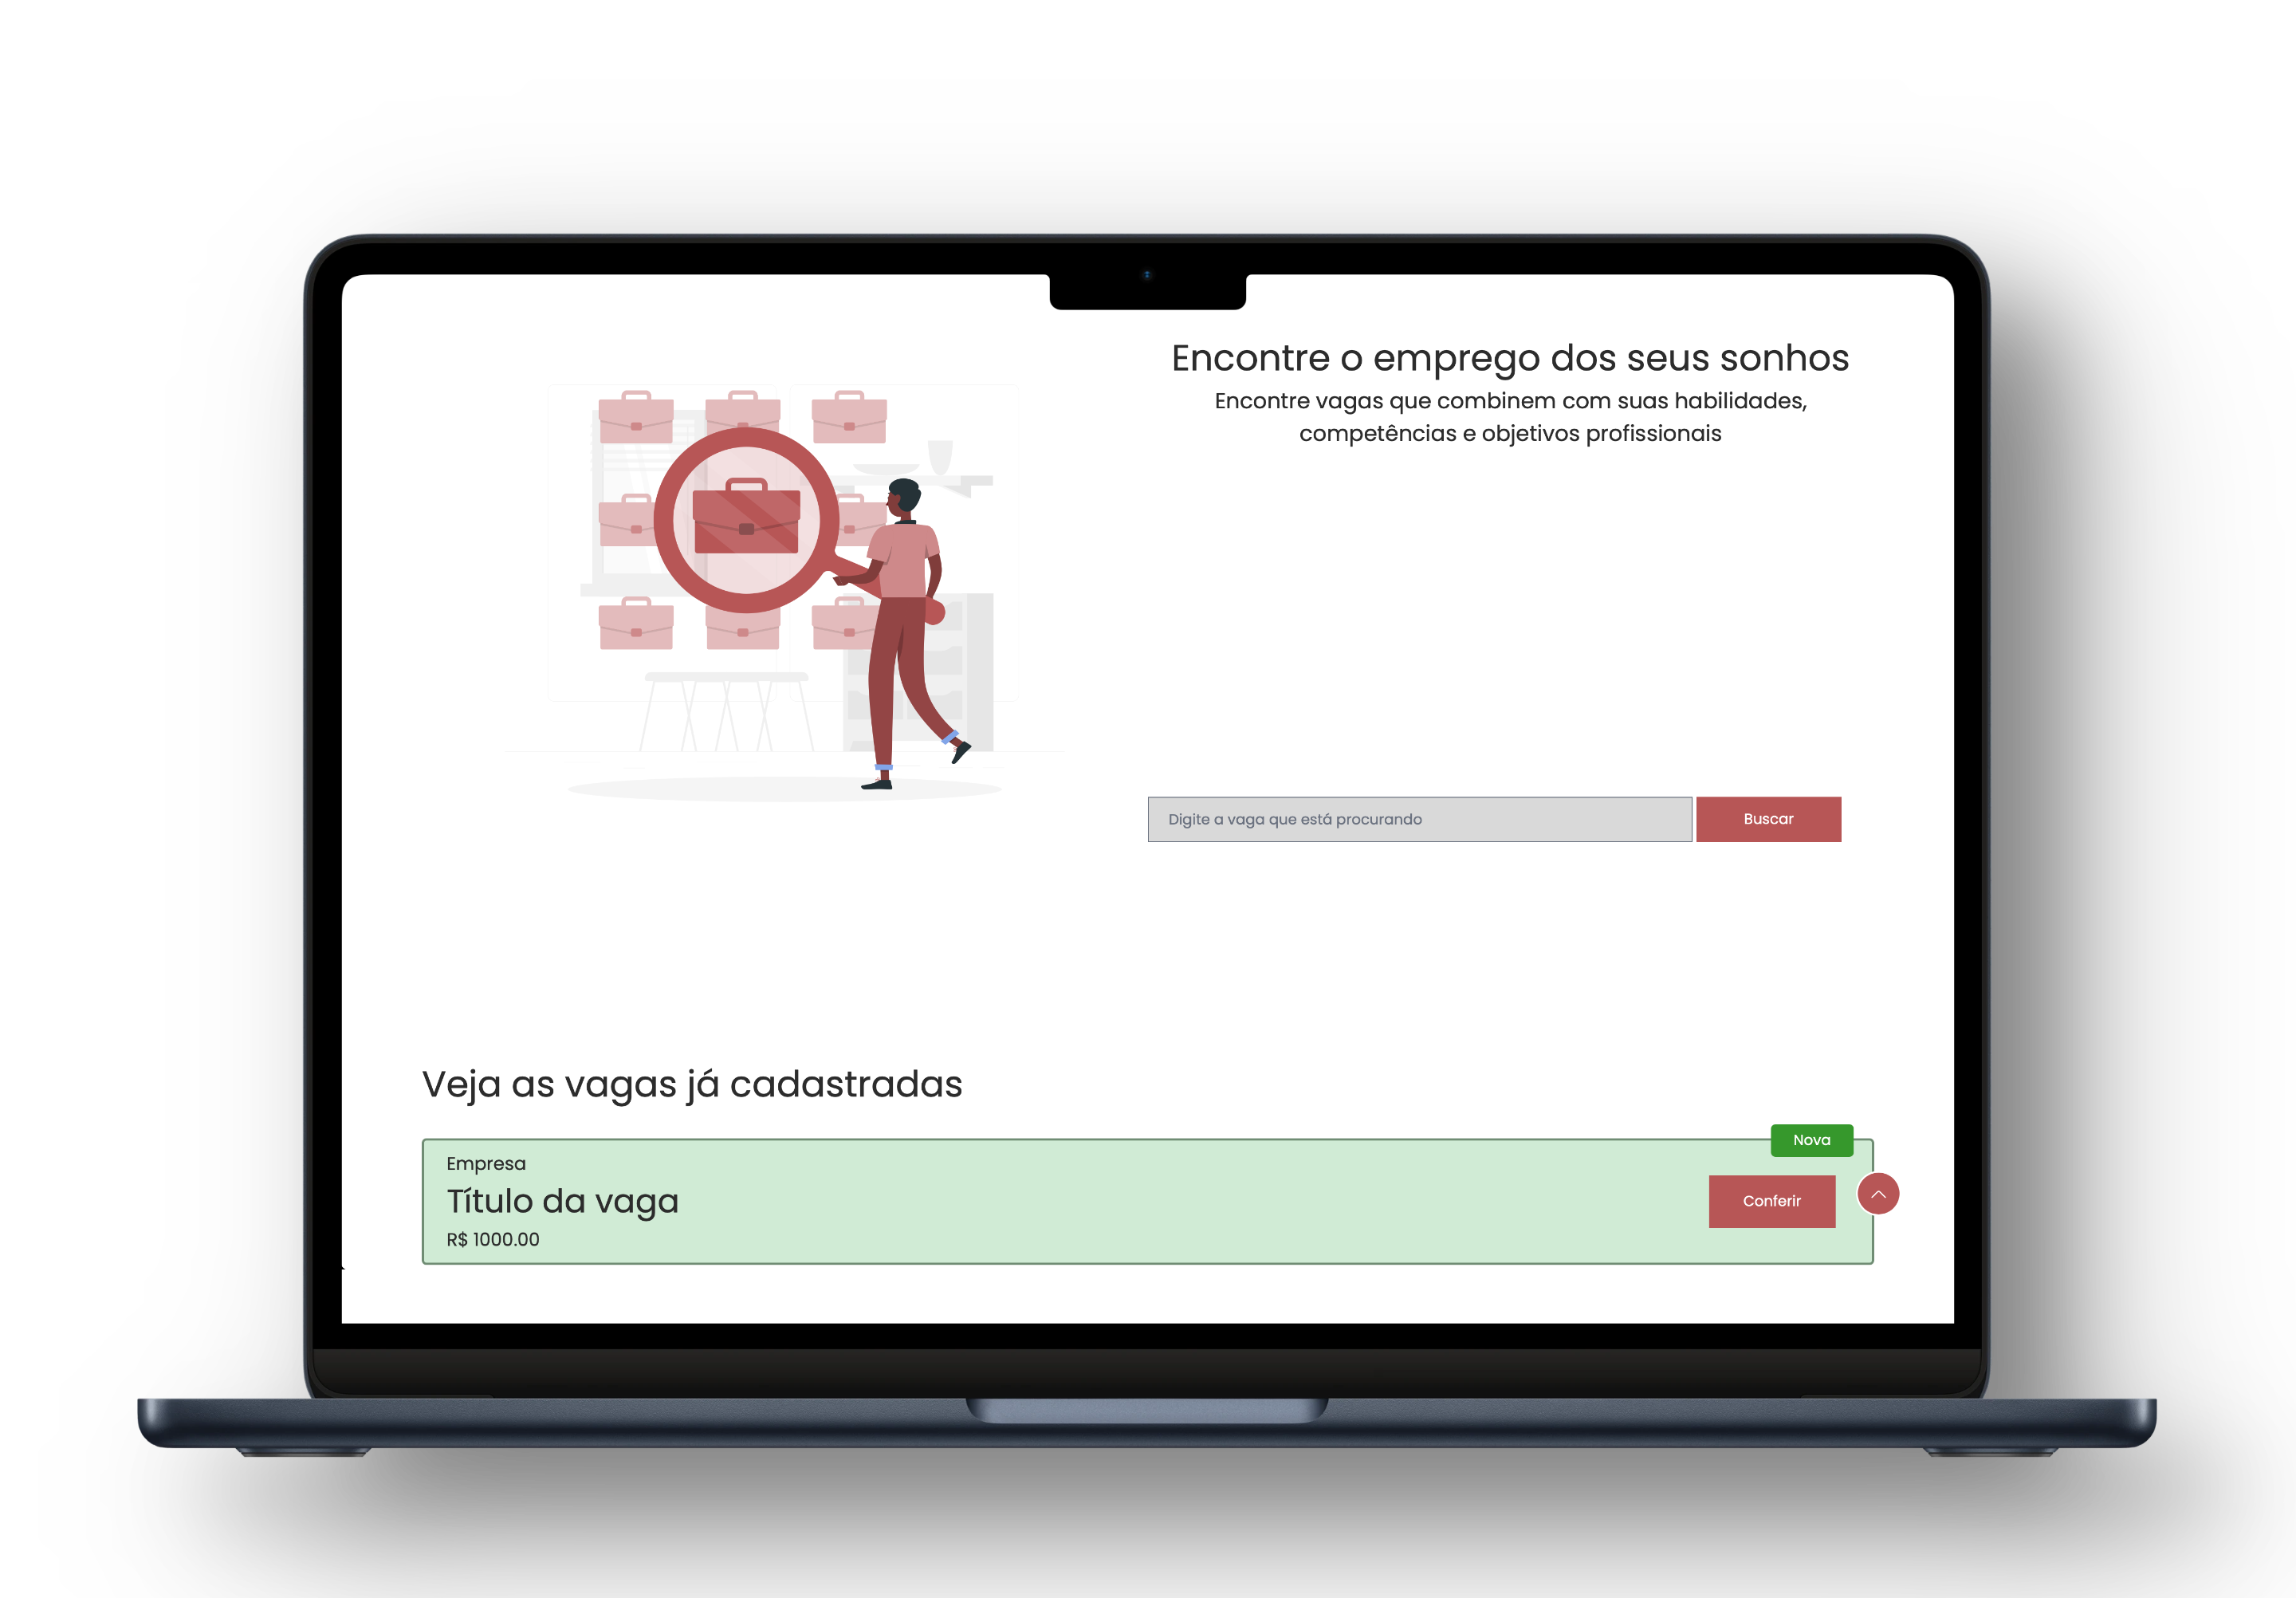 Encontre o emprego dos seus sonhos
Encontre vagas que combinem com suas habilidades,
competências e objetivos profissionais
Digite a vaga que está procurando
Buscar
Veja as vagas já cadastradas
Nova
Empresa
Título da vaga
Conferir
R$ 1000.00